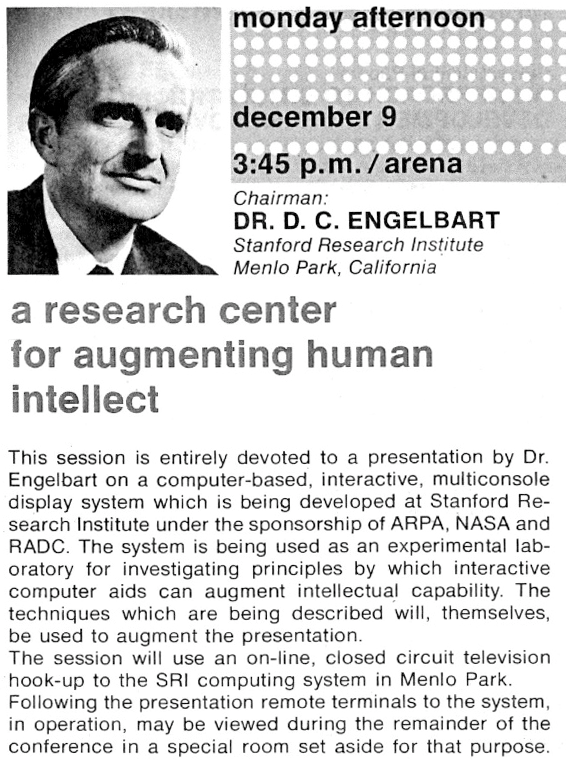 monday afternoon
december 9
3:45 p.m. / arena
Chairman:
DR. D. C. ENGELBART
Stanford Research Institute
Menlo Park, California
a research center
for augmenting human
intellect
This session is entirely devoted to a presentation by Dr.
Engelbart on a computer-based, interactive, multiconsole
display system which is being developed at Stanford Re-
search Institute under the sponsorship of ARPA, NASA and
RADC. The system is being used as an experimental lab-
oratory for investigating principles by which interactive
computer aids can augment intellectual capability. The
techniques which are being described will, themselves,
be used to augment the presentation.
The session will use an on-line, closed circuit television
hook-up to the SRI computing system in Menlo Park.
Following the presentation remote terminals to the system,
in operation, may be viewed during the remainder of the
conference in a special room set aside for that purpose.